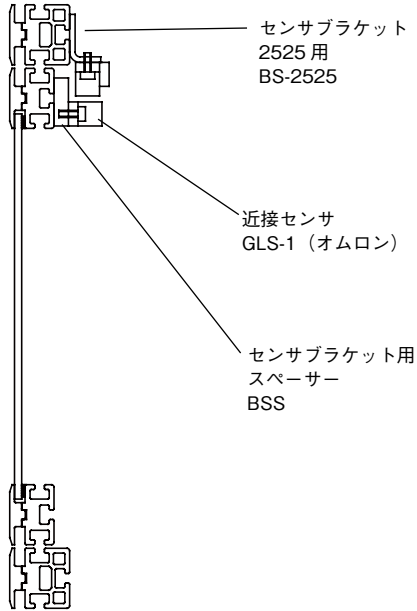 センサブラケット
2525 用
BS-2525
近接センサ
GLS-1（オムロン）
センサブラケット用
スペーサー
BSS